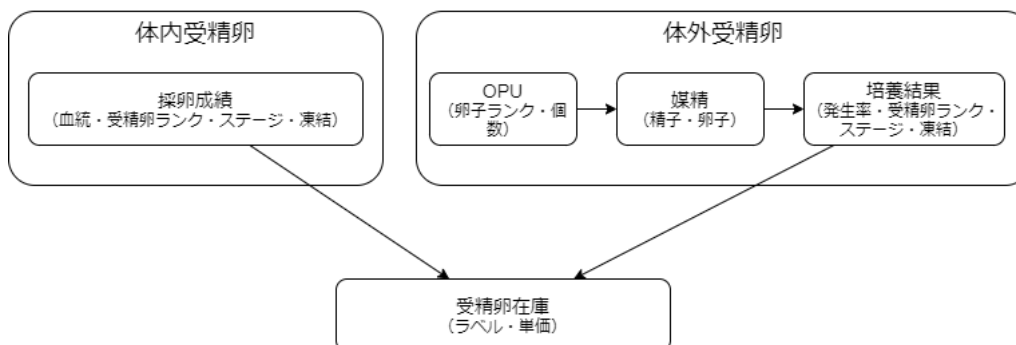 体内受精卵
採卵成績
（血統・受精卵ランク・ステージ・凍結）
体外受精卵
OPU
（卵子ランク・個
数）
媒精
（精子・卵子）
培養結果
（発生率・受精卵ランク・
ステージ・凍結）
受精卵在庫
（ラベル・単価）